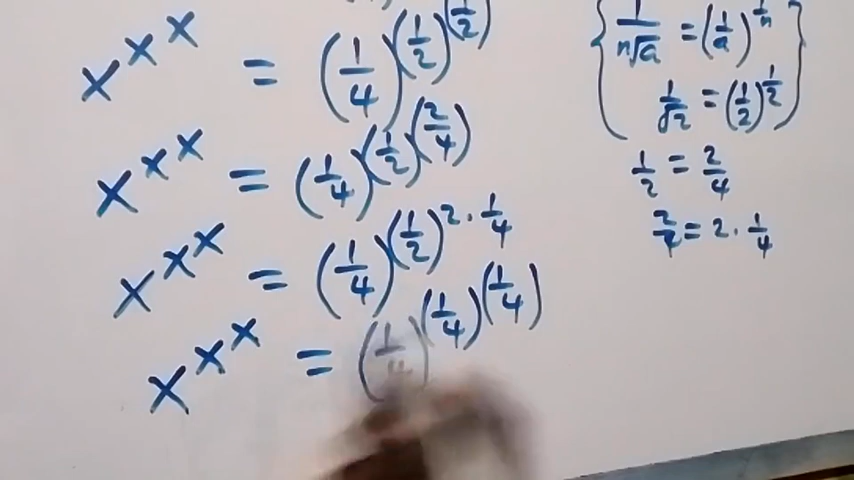 x^x^x = (1/4)^(1/2)^(1/2)
x^x^x = (1/4)^(1/2)^(2/4)
x^x^x = (1/4)^(1/2)^2·1/4
x^x^x = (1/4)^(1/4)^(1/4)
1/n√a = (1/a)^1/n
1/√2 = (1/2)^1/2
1/2 = 2/4
2/4 = 2·1/4